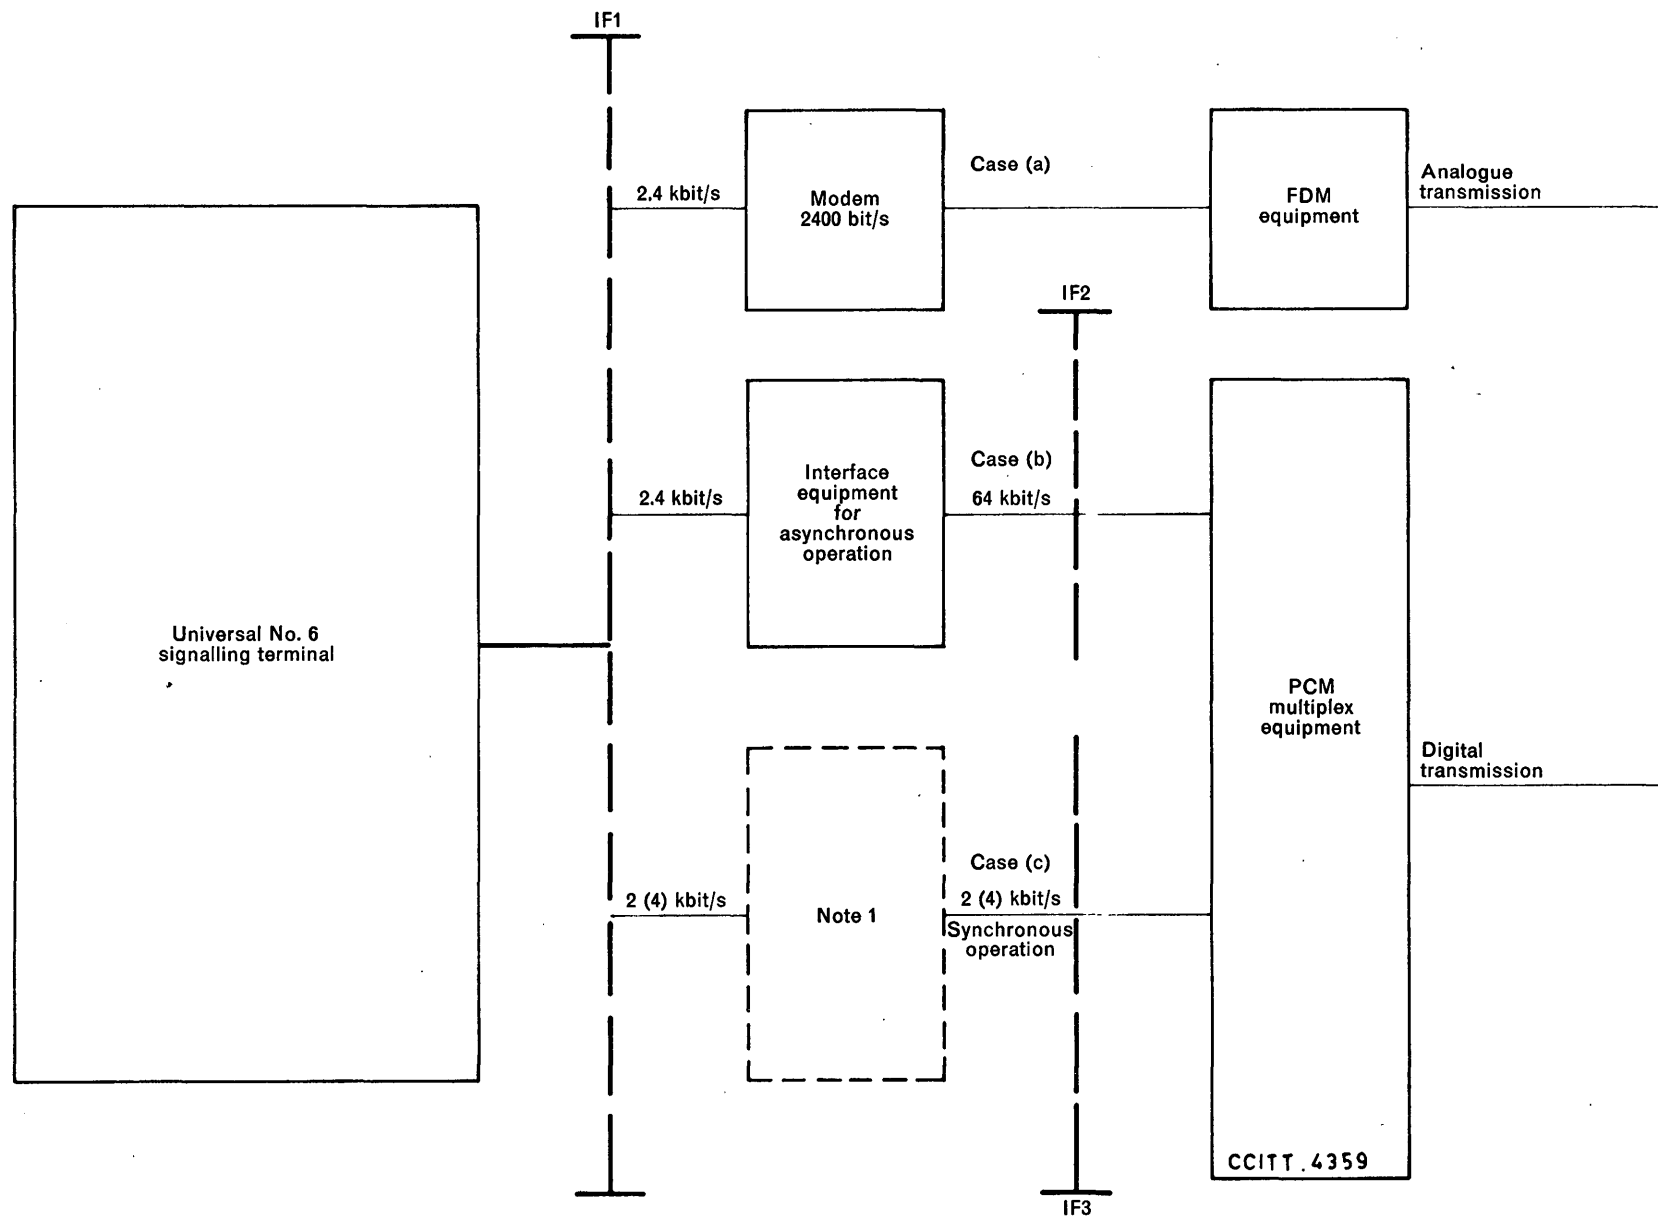 IF1
Case (a)
2.4 kbit/s
Modem
2400 bit/s
FDM
equipment
Analogue
transmission
IF2
Case (b)
2.4 kbit/s
Interface
equipment
for
asynchronous
operation
64 kbit/s
Universal No. 6
signalling terminal
PCM
multiplex
equipment
Digital
transmission
Case (c)
2 (4) kbit/s
Note 1
2 (4) kbit/s
Synchronous
operation
CCITT.4359
IF3